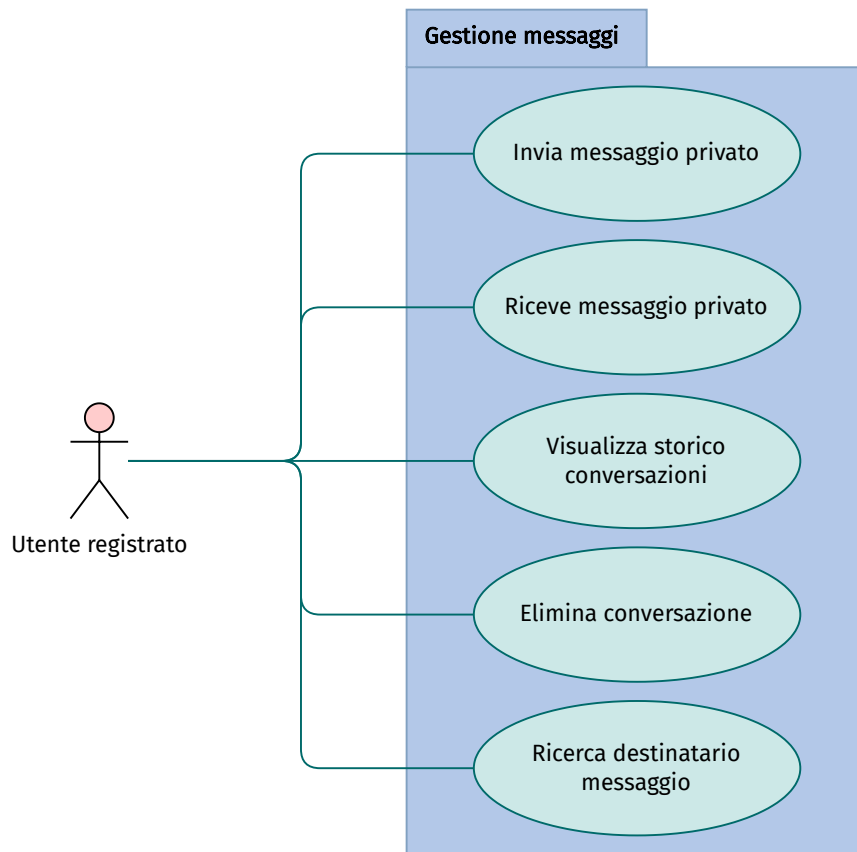 Gestione messaggi
Invia messaggio privato
Riceve messaggio privato
Visualizza storico
conversazioni
Utente registrato
Elimina conversazione
Ricerca destinatario
messaggio